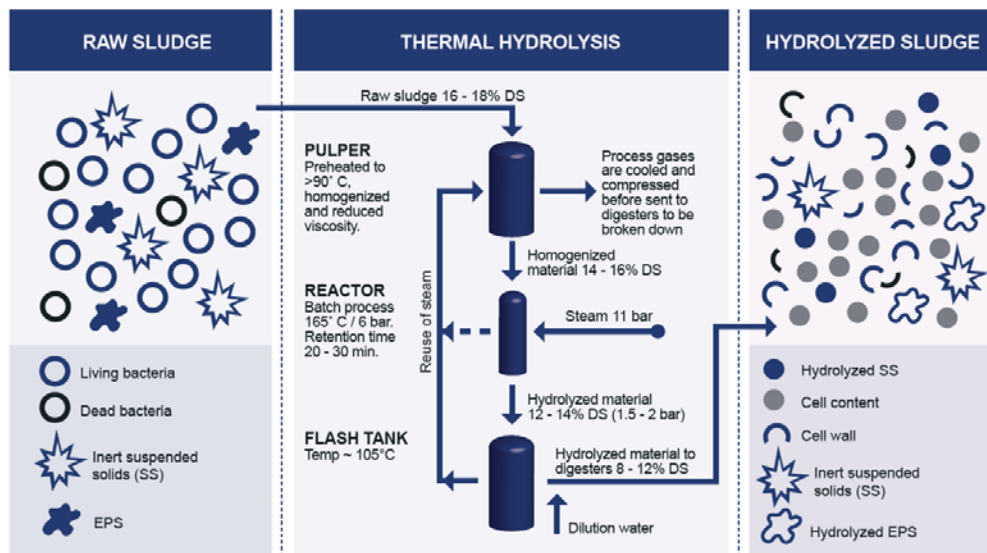 RAW SLUDGE
Living bacteria
Dead bacteria
Inert suspended
solids (SS)
EPS
THERMAL HYDROLYSIS
Raw sludge 16 - 18% DS
PULPER
Preheated to
>90˚ C,
homogenized
and reduced
viscosity.
Process gases
are cooled and
compressed
before sent to
digesters to be
broken down
Homogenized
material 14 - 16% DS
Reuse of steam
REACTOR
Batch process
165˚ C / 6 bar.
Retention time
20 - 30 min.
Steam 11 bar
Hydrolyzed material
12 - 14% DS (1.5 - 2 bar)
FLASH TANK
Temp ~ 105°C
Hydrolyzed material to
digesters 8 - 12% DS
Dilution water
HYDROLYZED SLUDGE
Hydrolyzed SS
Cell content
Cell wall
Inert suspended
solids (SS)
Hydrolyzed EPS